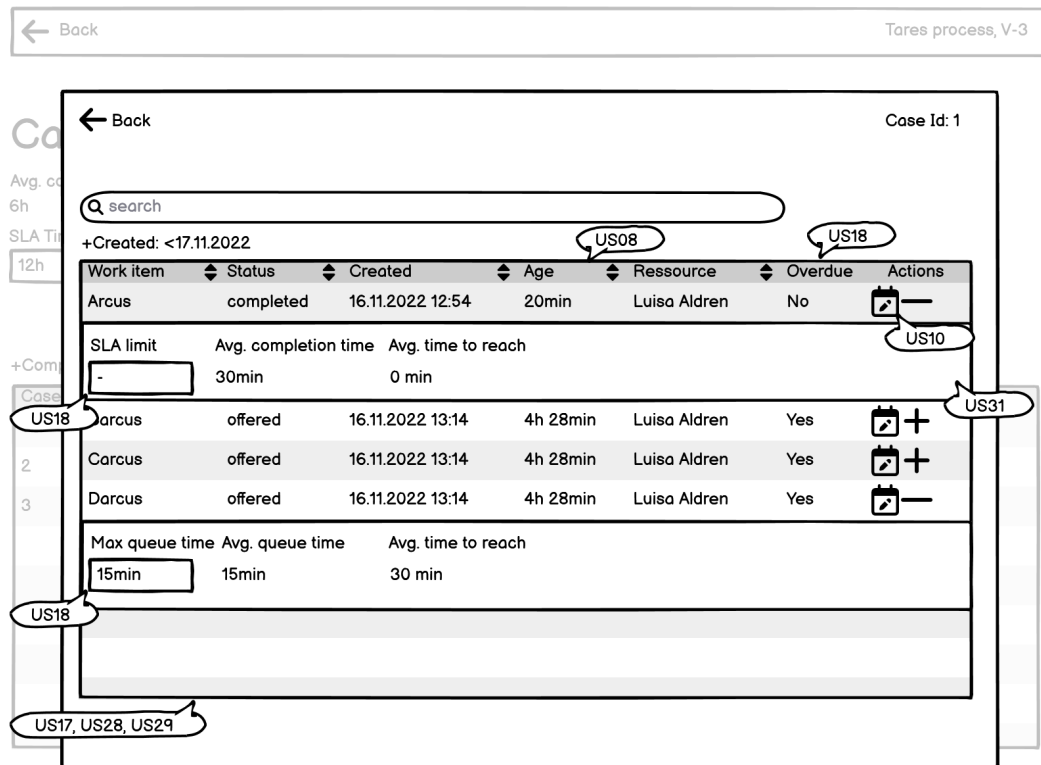 Back Tares process, V-3
Back Case Id: 1
Ca
Avg. co
6h
search
SLA Ti
+Created: <17.11.2022 US08 US18
12h
Work item Status Created Age Ressource Overdue Actions
Arcus completed 16.11.2022 12:54 20min Luisa Aldren No
US10
SLA limit Avg. completion time Avg. time to reach
+Comp
- 30min 0 min
Case
US18 US31
Darcus offered 16.11.2022 13:14 4h 28min Luisa Aldren Yes
2
Carcus offered 16.11.2022 13:14 4h 28min Luisa Aldren Yes
3
Darcus offered 16.11.2022 13:14 4h 28min Luisa Aldren Yes
Max queue time Avg. queue time Avg. time to reach
15min 15min 30 min
US18
US17, US28, US29